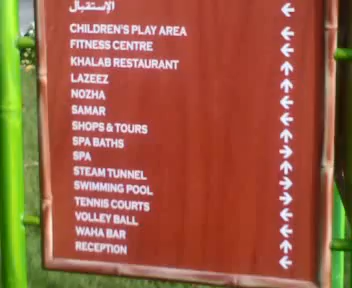 الإستقبال ←
CHILDREN'S PLAY AREA ←
FITNESS CENTRE ←
KHALAB RESTAURANT ↑
LAZEEZ ↑
NOZHA ←
SAMAR ←
SHOPS & TOURS ↑
SPA BATHS →
SPA ↑
STEAM TUNNEL →
SWIMMING POOL →
TENNIS COURTS ←
VOLLEY BALL ←
WAHA BAR ↑
RECEPTION ←